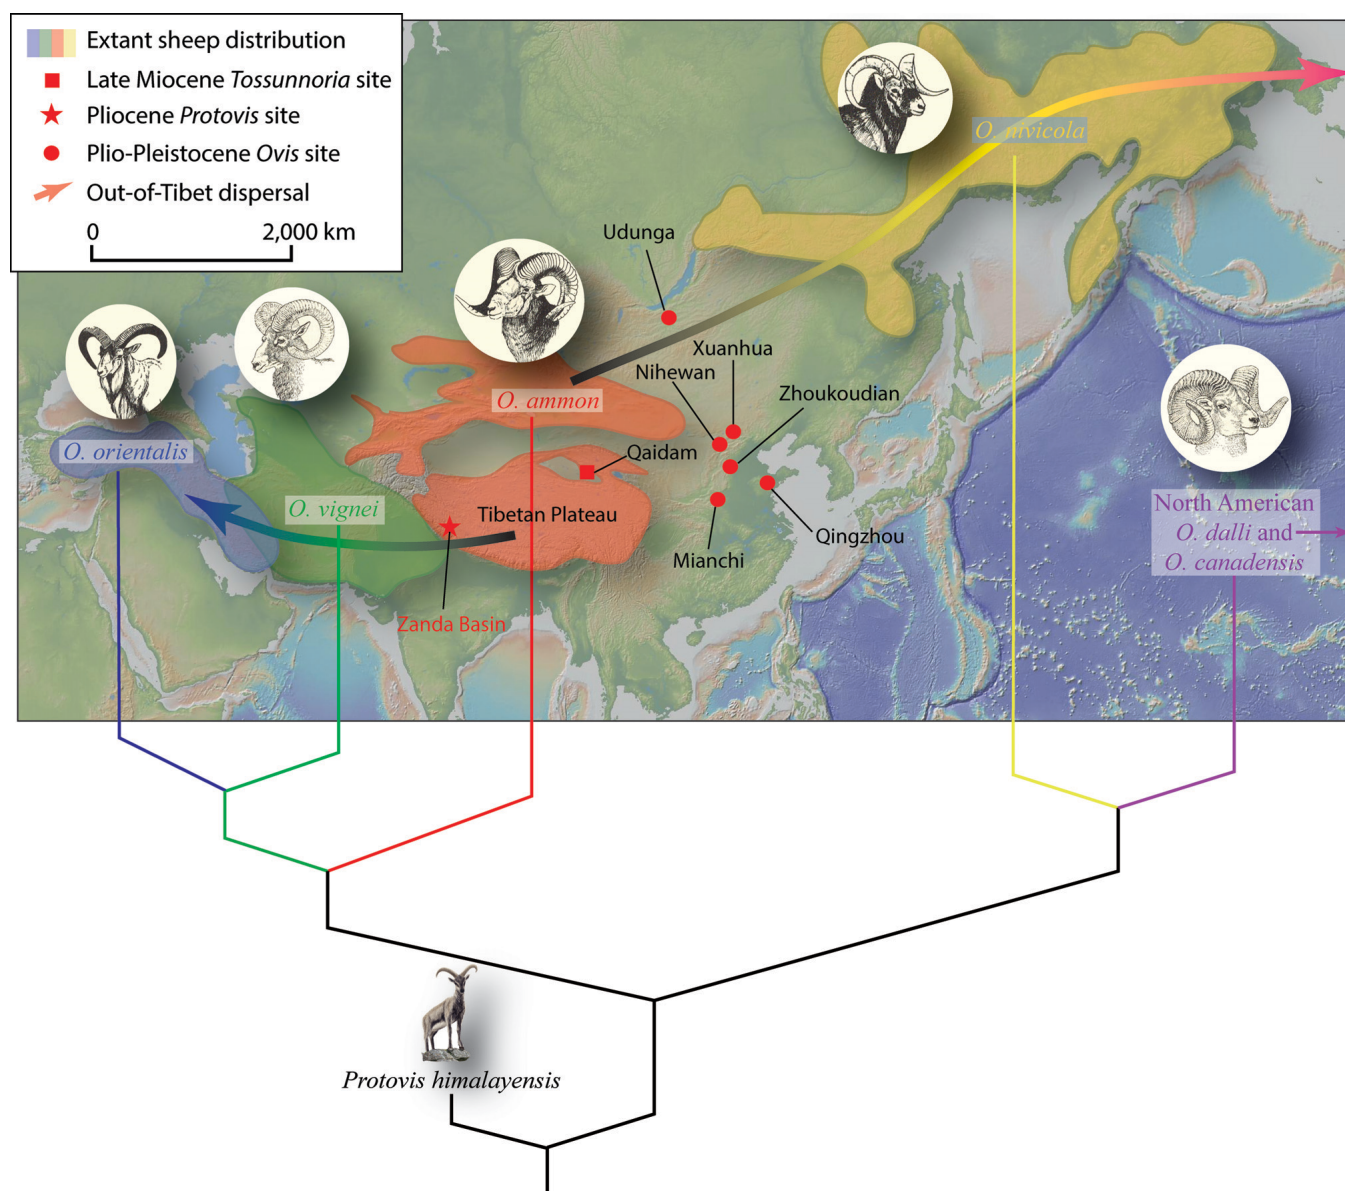 Extant sheep distribution
Late Miocene Tossunnoria site
Pliocene Protovis site
Plio-Pleistocene Ovis site
Out-of-Tibet dispersal
0 2,000 km
O. nivicola
Udunga
Xuanhua
Nihewan
Zhoukoudian
O. ammon
O. orientalis
Qaidam
O. vignei
Tibetan Plateau
Qingzhou
Mianchi
North American
O. dalli and
O. canadensis
Zanda Basin
Protovis himalayensis